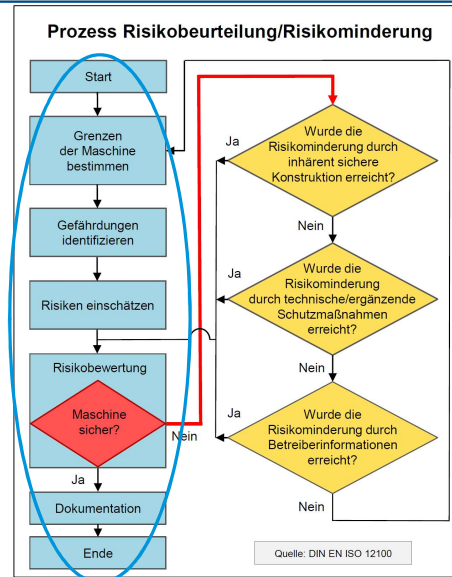 Prozess Risikobeurteilung/Risikominderung
Start
Grenzen
der Maschine
bestimmen
Gefährdungen
identifizieren
Risiken einschätzen
Risikobewertung
Maschine
sicher?
Nein
Ja
Dokumentation
Ende
Wurde die
Risikominderung durch
inhärent sichere
Konstruktion erreicht?
Ja
Nein
Wurde die
Risikominderung
durch technische/ergänzende
Schutzmaßnahmen
erreicht?
Ja
Nein
Wurde die
Risikominderung durch
Betreiberinformationen
erreicht?
Ja
Nein
Quelle: DIN EN ISO 12100